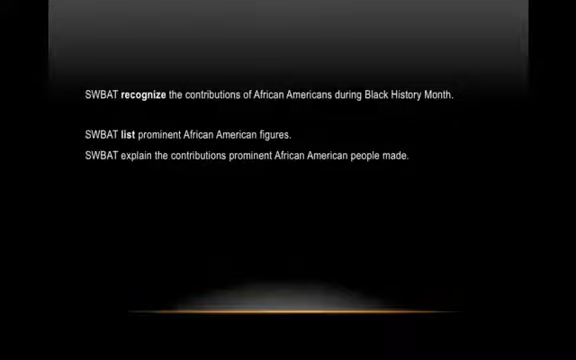 SWBAT recognize the contributions of African Americans during Black History Month.
SWBAT list prominent African American figures.
SWBAT explain the contributions prominent African American people made.